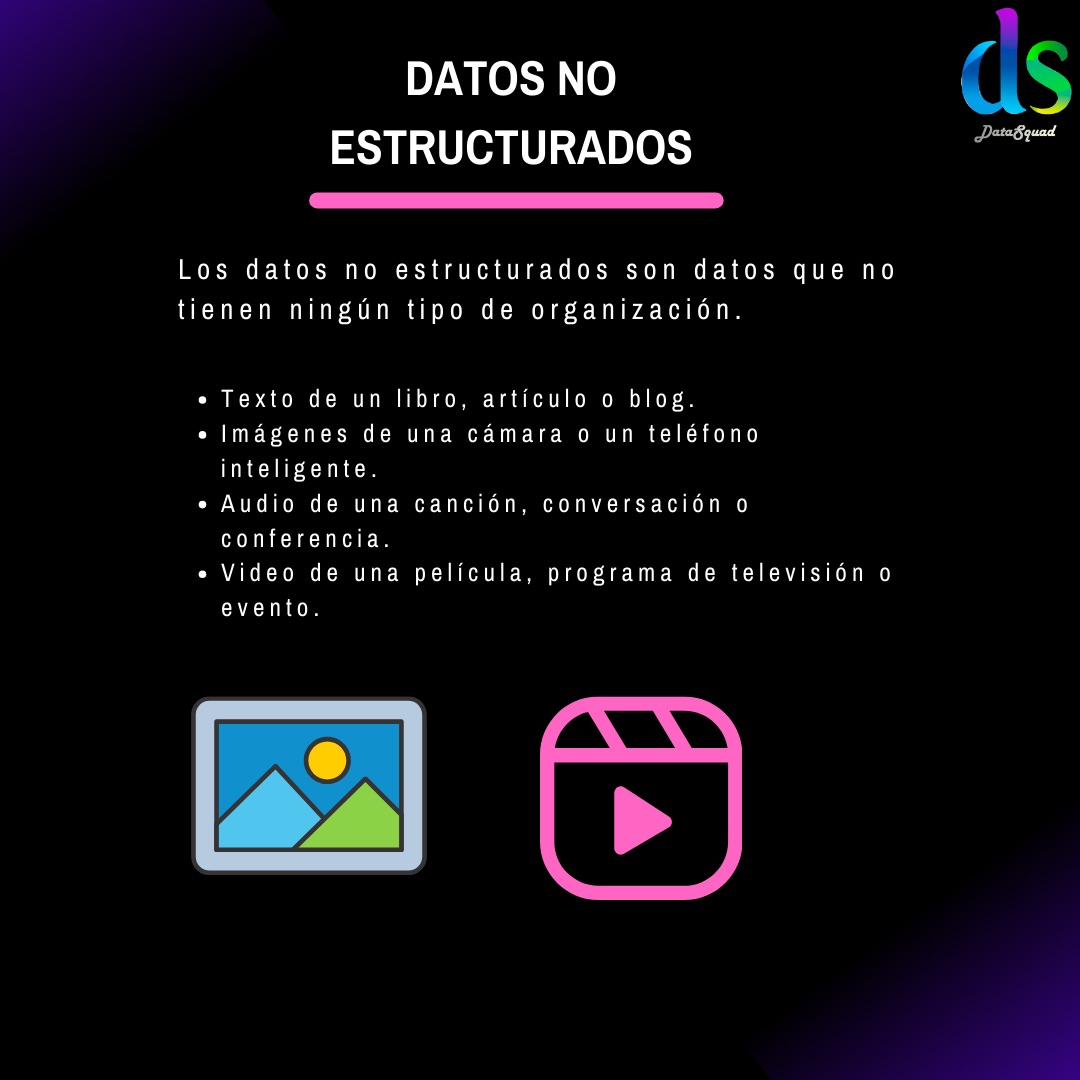 ds
DataSquad
DATOS NO
ESTRUCTURADOS
Los datos no estructurados son datos que no
tienen ningún tipo de organización.
• Texto de un libro, artículo o blog.
• Imágenes de una cámara o un teléfono
inteligente.
• Audio de una canción, conversación o
conferencia.
• Video de una película, programa de televisión o
evento.